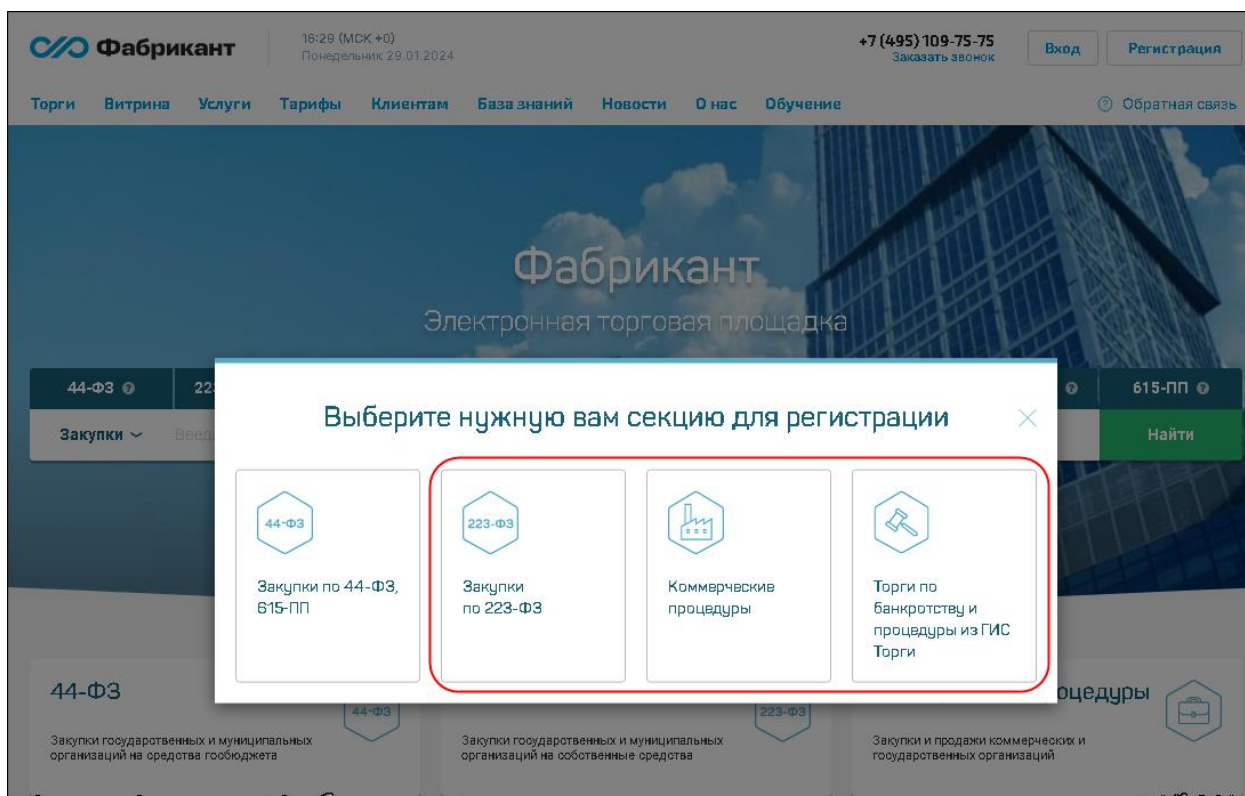 Фабрикант
16:29 (МСК +0)
Понедельник 29.01.2024
+7 (495) 109-75-75
Заказать звонок
Вход
Регистрация
Торги Витрина Услуги Тарифы Клиентам База знаний Новости О нас Обучение
Обратная связь
Фабрикант
Электронная торговая площадка
44-ФЗ
615-ПП
Закупки
Найти
Выберите нужную вам секцию для регистрации
44-ФЗ
Закупки по 44-ФЗ,
615-ПП
223-ФЗ
Закупки
по 223-ФЗ
Коммерческие
процедуры
Торги по
банкротству и
процедуры из ГИС
Торги
44-ФЗ
44-ФЗ
Закупки государственных и муниципальных
организаций на средства госбюджета
223-ФЗ
Закупки государственных и муниципальных
организаций на собственные средства
Закупки и продажи коммерческих и
государственных организаций